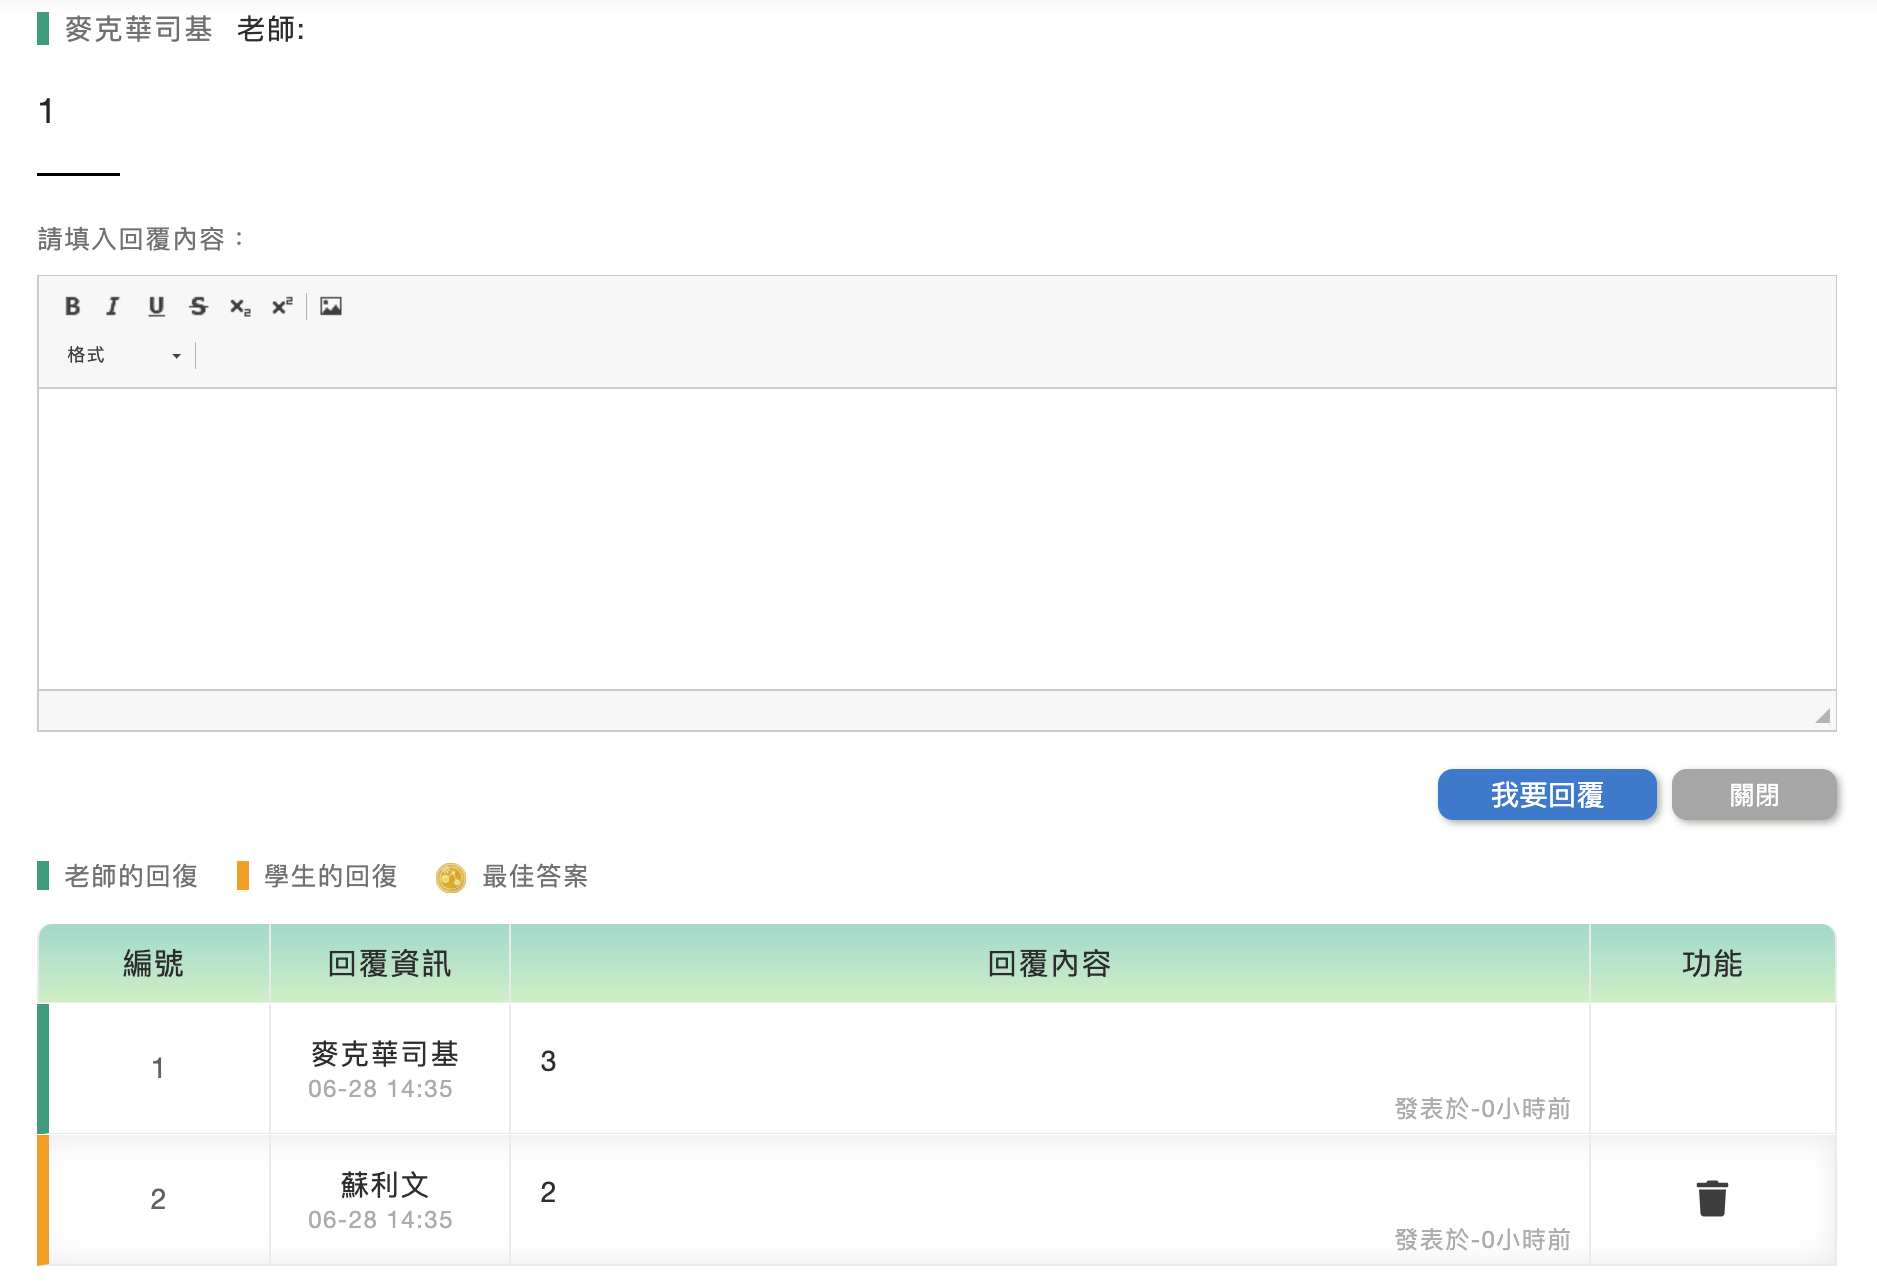 麥克華司基 老師:
1
請填入回覆內容：
B I U S x₂ x²
格式
我要回覆 關閉
老師的回復 學生的回復 最佳答案
編號 回覆資訊 回覆內容 功能
1 麥克華司基 3
06-28 14:35
發表於-0小時前
2 蘇利文 2
06-28 14:35
發表於-0小時前